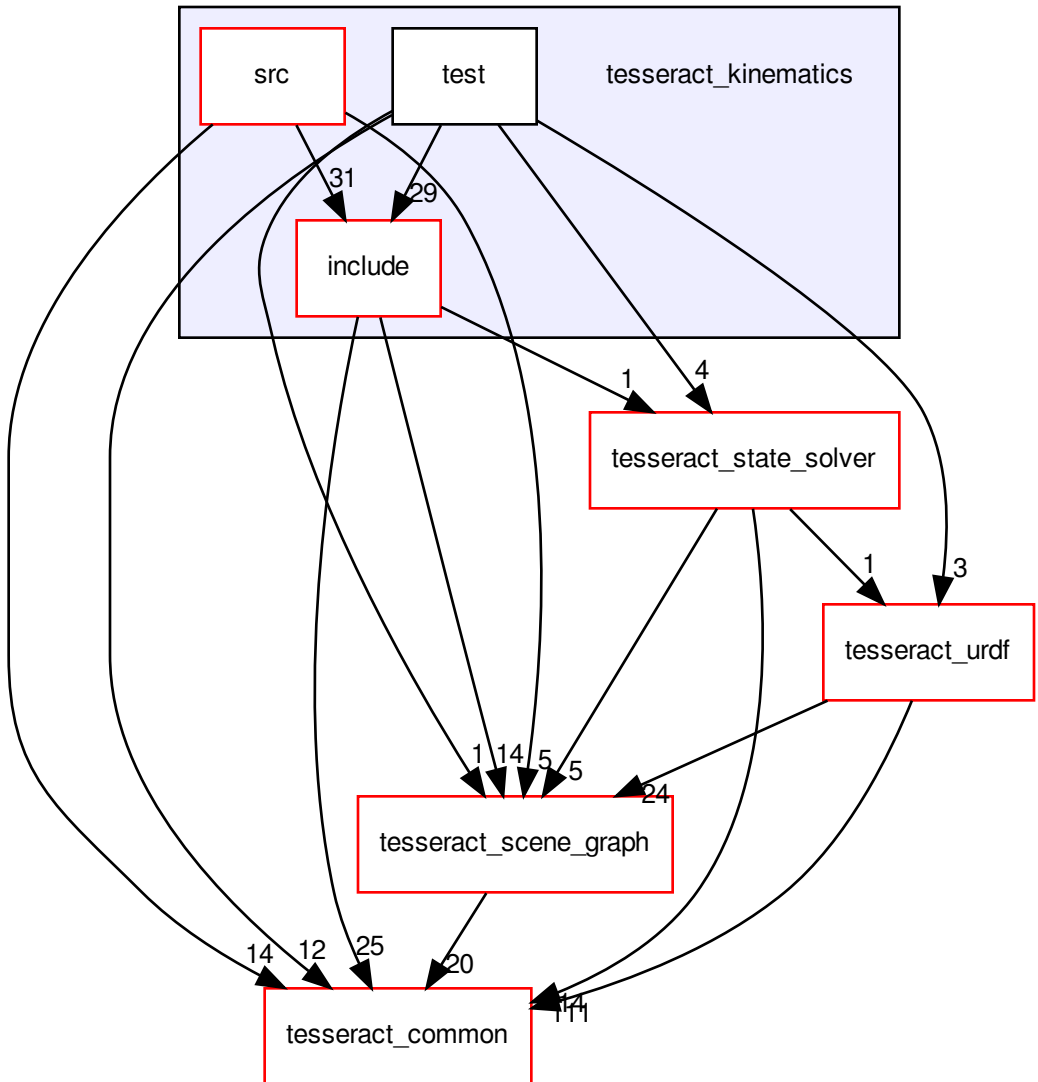 src
test
tesseract_kinematics
31
29
include
1
4
tesseract_state_solver
1
3
tesseract_urdf
1
14
5
5
24
tesseract_scene_graph
14
12
25
20
tesseract_common